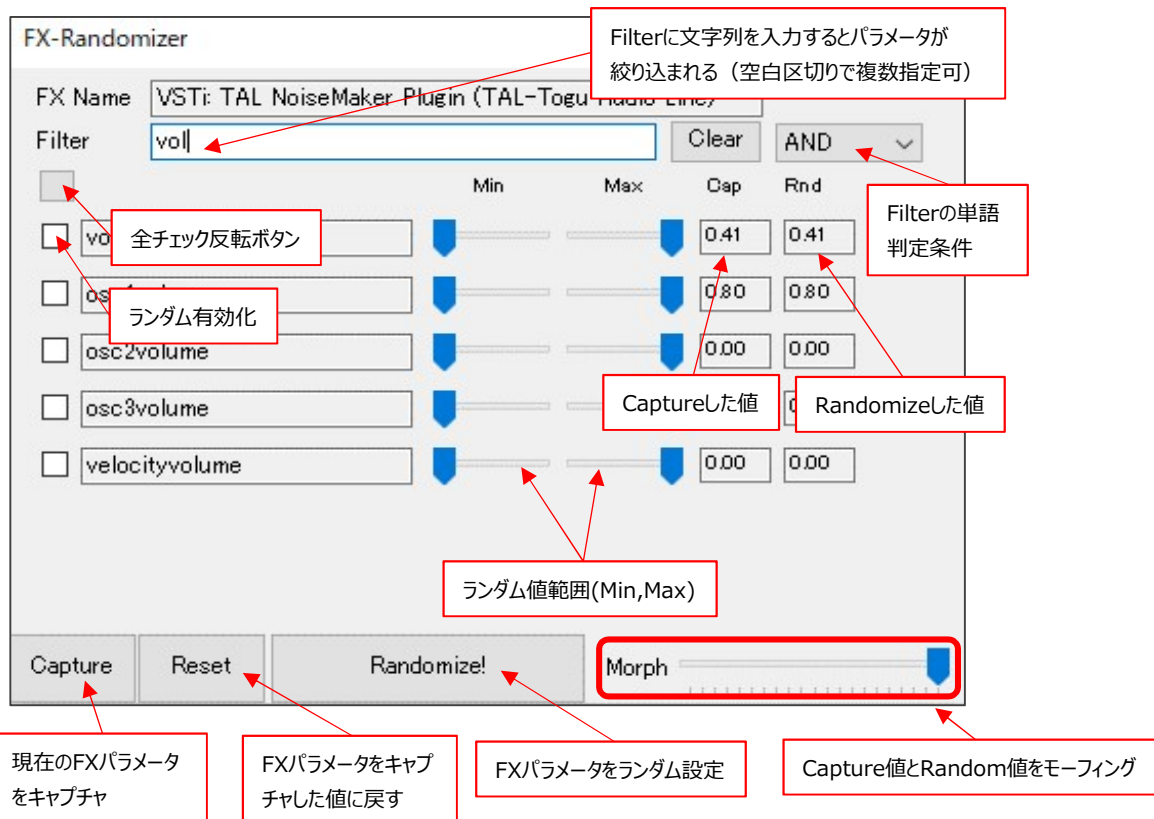 FX-Randomizer
Filterに文字列を入力するとパラメータが
絞り込まれる（空白区切りで複数指定可）
FX Name
VSTi: TAL NoiseMaker Plugin (TAL-Togu Audio Line)
Filter
vol
Clear
AND
Min
Max
Cap
Rnd
Filterの単語
判定条件
全チェック反転ボタン
vo
0.41
0.41
ランダム有効化
0.80
0.80
osc2volume
0.00
0.00
Captureした値
Randomizeした値
osc3volume
velocityvolume
0.00
0.00
ランダム値範囲(Min,Max)
Capture
Reset
Randomize!
Morph
現在のFXパラメータ
をキャプチャ
FXパラメータをキャプ
チャした値に戻す
FXパラメータをランダム設定
Capture値とRandom値をモーフィング